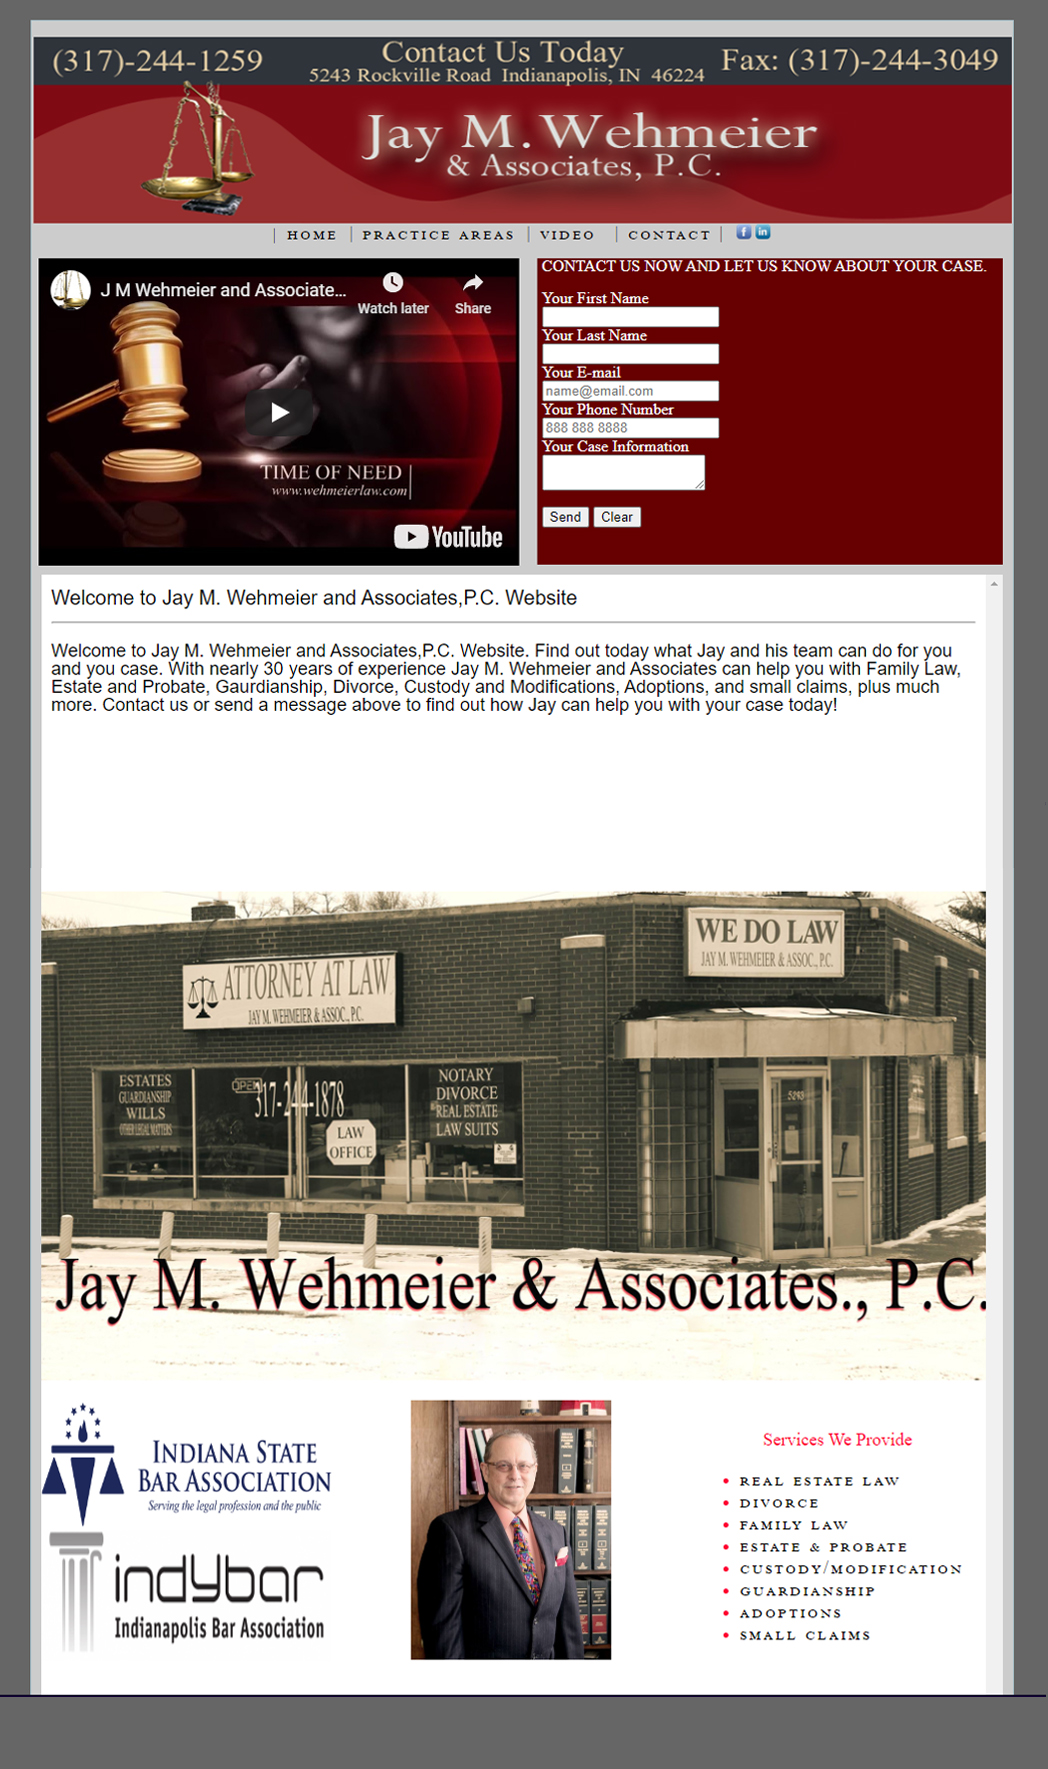 (317)-244-1259
Contact Us Today
5243 Rockville Road Indianapolis, IN 46224
Fax: (317)-244-3049
Jay M. Wehmeier
& Associates, P.C.
HOME
PRACTICE AREAS
VIDEO
CONTACT
J M Wehmeier and Associate...
Watch later
Share
TIME OF NEED
www.wehmeierlaw.com
YouTube
CONTACT US NOW AND LET US KNOW ABOUT YOUR CASE.
Your First Name
Your Last Name
Your E-mail
name@email.com
Your Phone Number
888 888 8888
Your Case Information
Send Clear
Welcome to Jay M. Wehmeier and Associates,P.C. Website
Welcome to Jay M. Wehmeier and Associates,P.C. Website. Find out today what Jay and his team can do for you
and you case. With nearly 30 years of experience Jay M. Wehmeier and Associates can help you with Family Law,
Estate and Probate, Gaurdianship, Divorce, Custody and Modifications, Adoptions, and small claims, plus much
more. Contact us or send a message above to find out how Jay can help you with your case today!
WE DO LAW
JAY M. WEHMEIER & ASSOC., P.C.
ATTORNEY AT LAW
JAY M. WEHMEIER & ASSOC., P.C.
ESTATES
GUARDIANSHIP
WILLS
OTHER LEGAL MATTERS
OPEN
317-244-1878
LAW
OFFICE
NOTARY
DIVORCE
REAL ESTATE
LAW SUITS
5243
Jay M. Wehmeier & Associates., P.C.
INDIANA STATE
BAR ASSOCIATION
Serving the legal profession and the public
indybar
Indianapolis Bar Association
Services We Provide
REAL ESTATE LAW
DIVORCE
FAMILY LAW
ESTATE & PROBATE
CUSTODY/MODIFICATION
GUARDIANSHIP
ADOPTIONS
SMALL CLAIMS